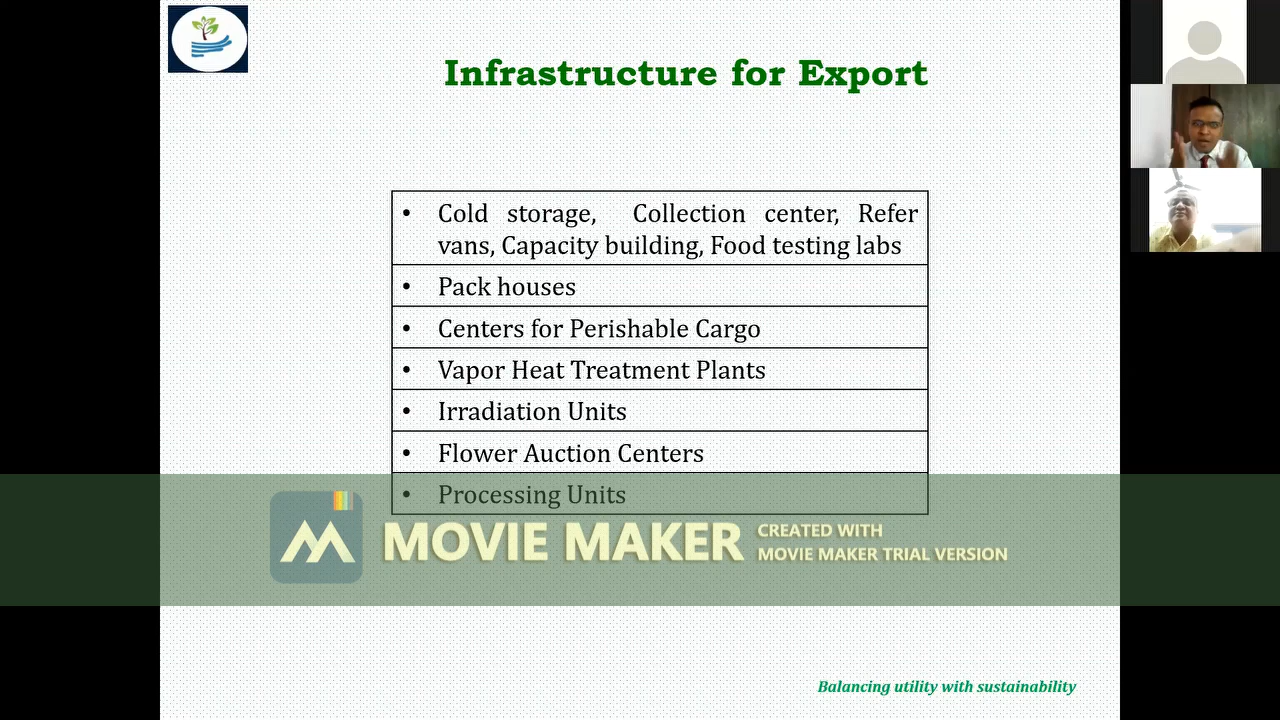 Infrastructure for Export
• Cold storage, Collection center, Refer
vans, Capacity building, Food testing labs
• Pack houses
• Centers for Perishable Cargo
• Vapor Heat Treatment Plants
• Irradiation Units
• Flower Auction Centers
• Processing Units
MOVIE MAKER
CREATED WITH
MOVIE MAKER TRIAL VERSION
Balancing utility with sustainability